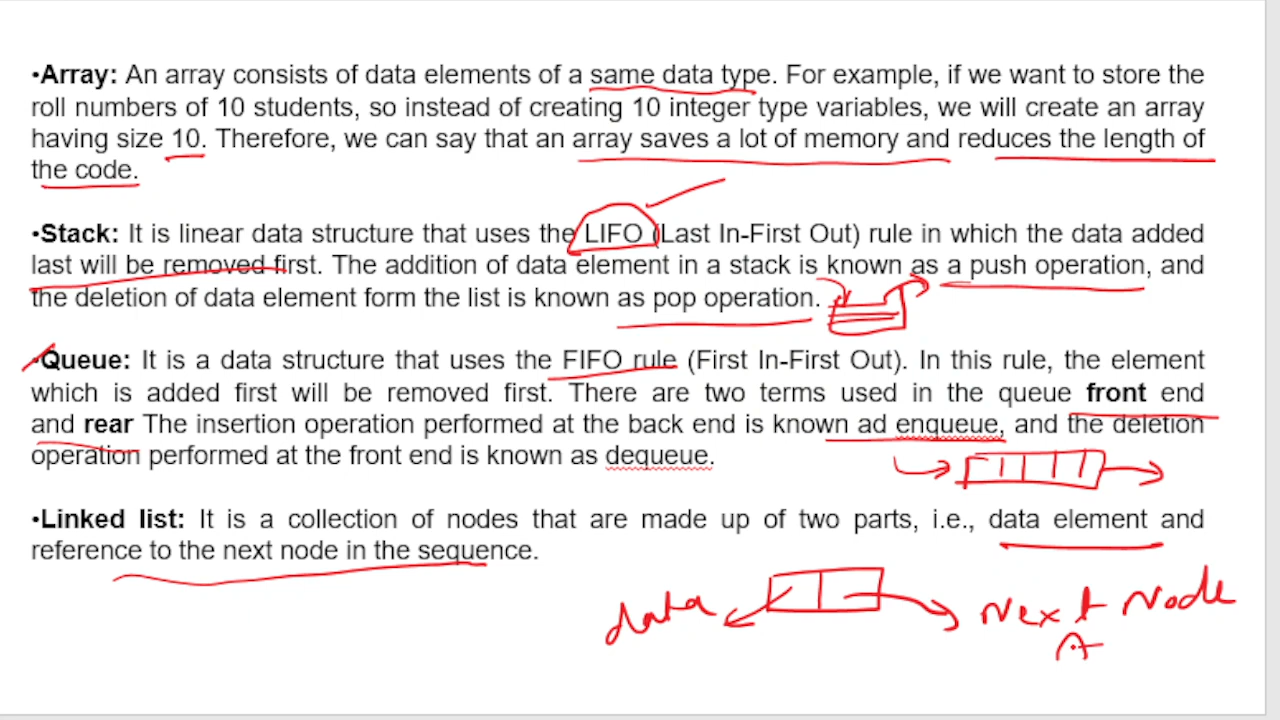 •Array: An array consists of data elements of a same data type. For example, if we want to store the
roll numbers of 10 students, so instead of creating 10 integer type variables, we will create an array
having size 10. Therefore, we can say that an array saves a lot of memory and reduces the length of
the code.
•Stack: It is linear data structure that uses the LIFO (Last In-First Out) rule in which the data added
last will be removed first. The addition of data element in a stack is known as a push operation, and
the deletion of data element form the list is known as pop operation.
•Queue: It is a data structure that uses the FIFO rule (First In-First Out). In this rule, the element
which is added first will be removed first. There are two terms used in the queue front end
and rear The insertion operation performed at the back end is known ad enqueue, and the deletion
operation performed at the front end is known as dequeue.
•Linked list: It is a collection of nodes that are made up of two parts, i.e., data element and
reference to the next node in the sequence.
data Next Node
A